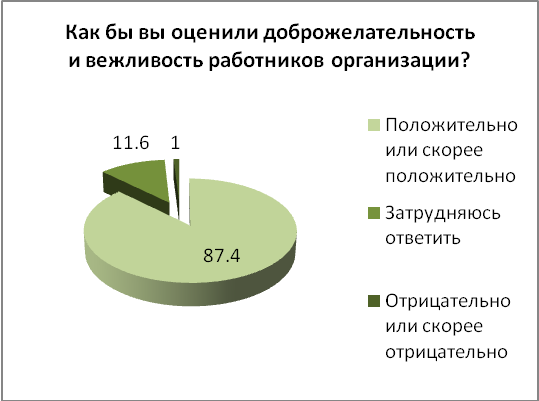 Как бы вы оценили доброжелательность
и вежливость работников организации?
11.6
1
87.4
Положительно
или скорее
положительно
Затрудняюсь
ответить
Отрицательно
или скорее
отрицательно